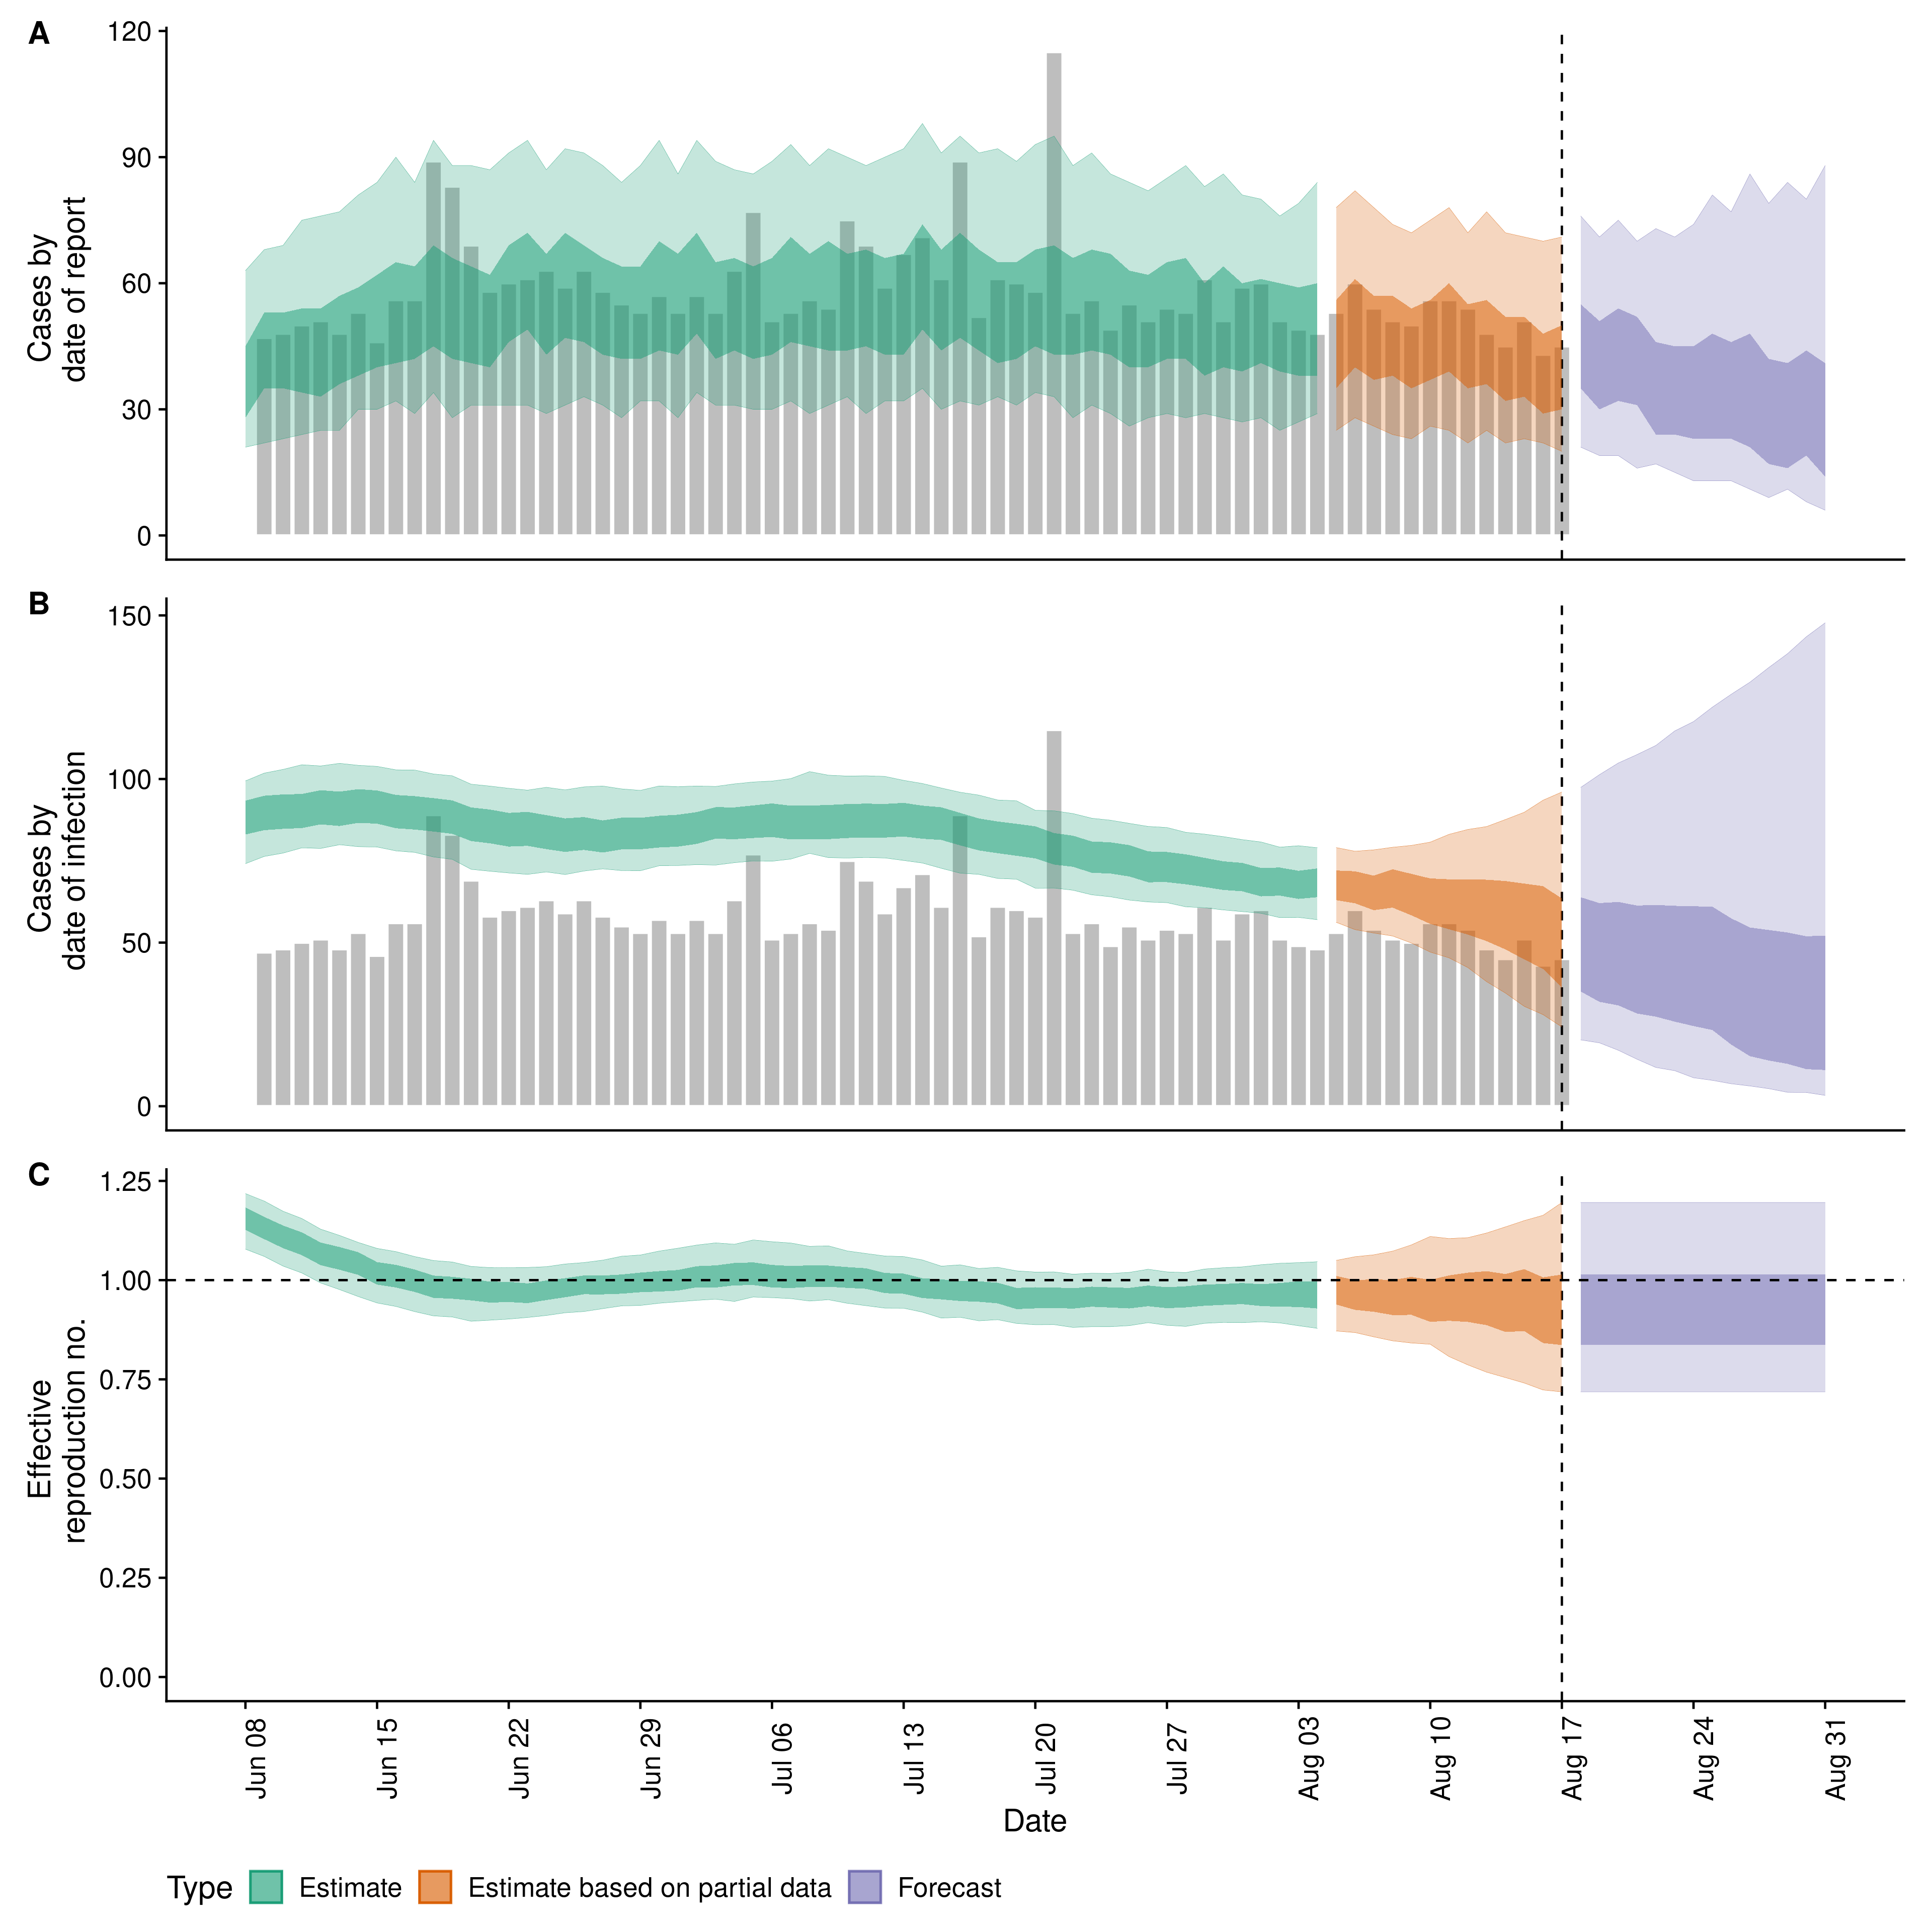 A
120
90
60
30
0
Cases by
date of report
B
150
100
50
0
Cases by
date of infection
C
1.25
1.00
0.75
0.50
0.25
0.00
Effective
reproduction no.
Jun 08
Jun 15
Jun 22
Jun 29
Jul 06
Jul 13
Jul 20
Jul 27
Aug 03
Aug 10
Aug 17
Aug 24
Aug 31
Date
Type Estimate Estimate based on partial data Forecast